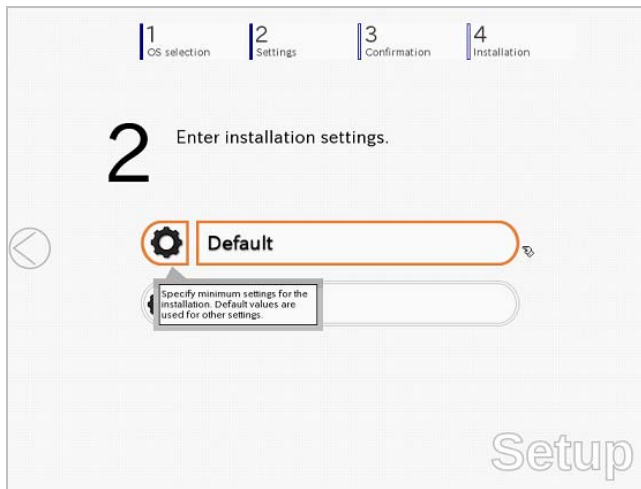 1
OS selection
2
Settings
3
Confirmation
4
Installation
2
Enter installation settings.
Default
Specify minimum settings for the
installation. Default values are
used for other settings.
Setup